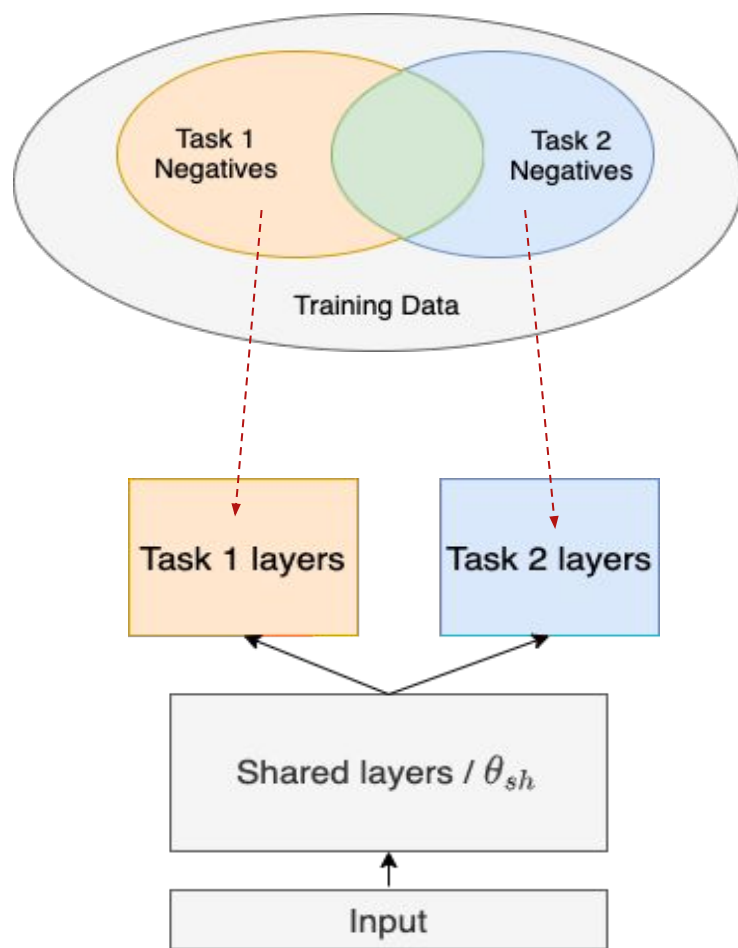 Task 1
Negatives
Task 2
Negatives
Training Data
Task 1 layers
Task 2 layers
Shared layers / θ_sh
Input